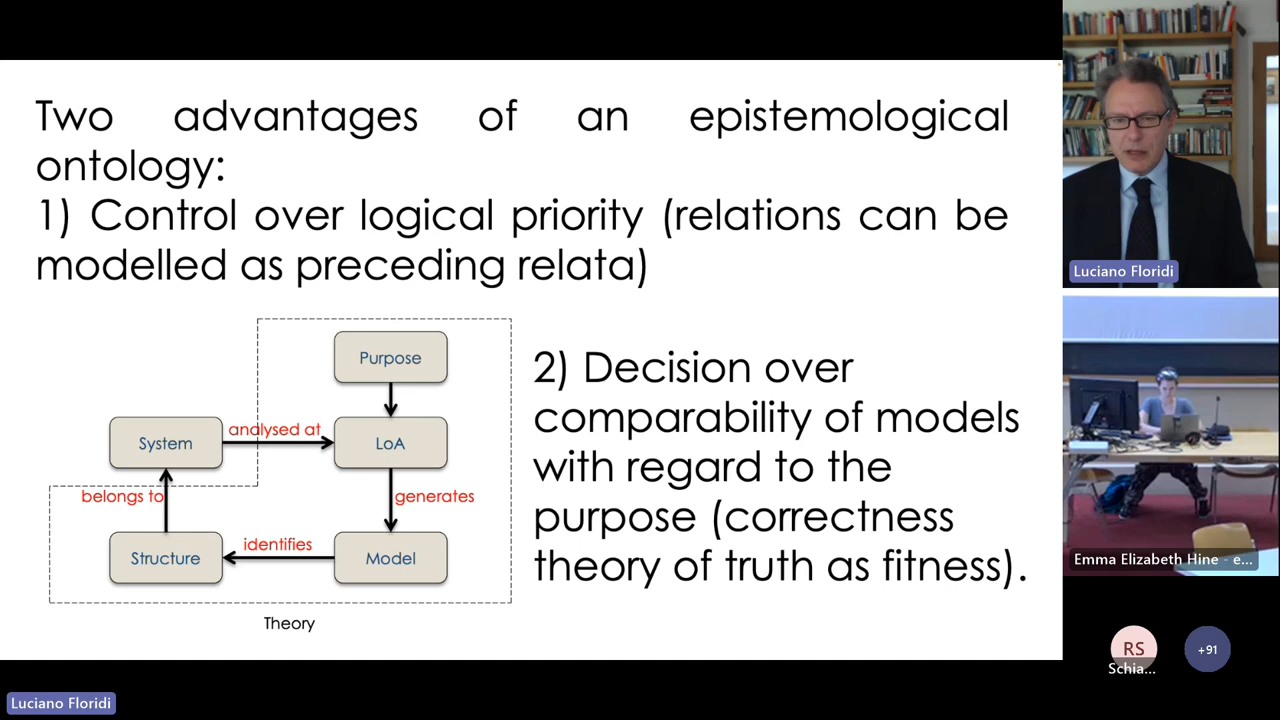 Two advantages of an epistemological
ontology:
1) Control over logical priority (relations can be
modelled as preceding relata)
Purpose
System
analysed at
LoA
belongs to
generates
Structure
identifies
Model
Theory
2) Decision over
comparability of models
with regard to the
purpose (correctness
theory of truth as fitness).
Luciano Floridi
Emma Elizabeth Hine - e...
RS
Schia...
+91
Luciano Floridi